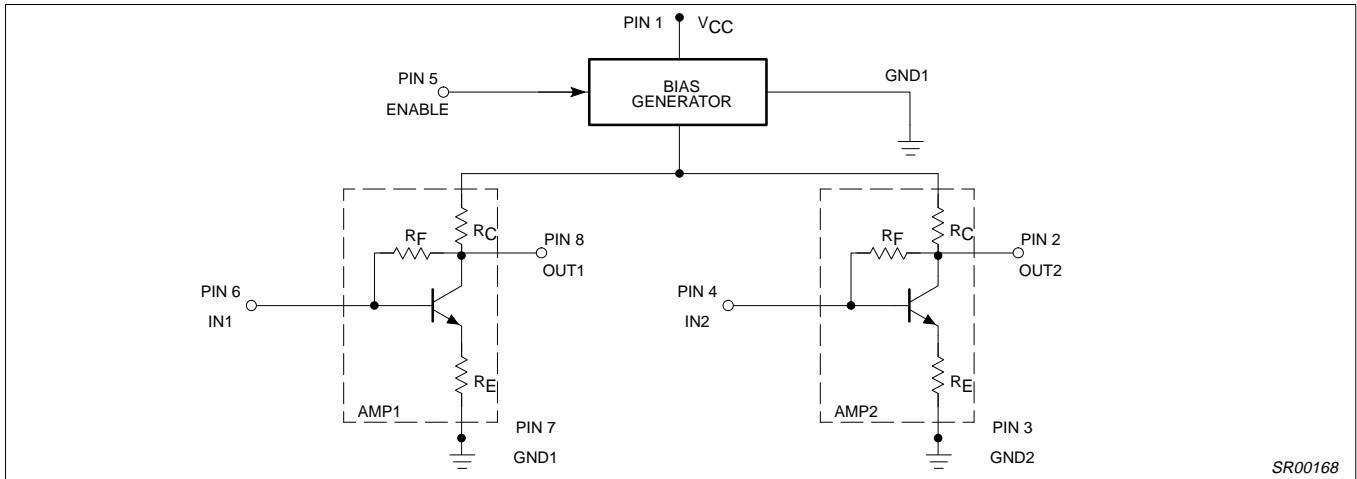 PIN 1 VCC
PIN 5
ENABLE
BIAS
GENERATOR
GND1
RF
RC
PIN 8
OUT1
PIN 6
IN1
RE
AMP1
PIN 7
GND1
RF
RC
PIN 2
OUT2
PIN 4
IN2
RE
AMP2
PIN 3
GND2
SR00168